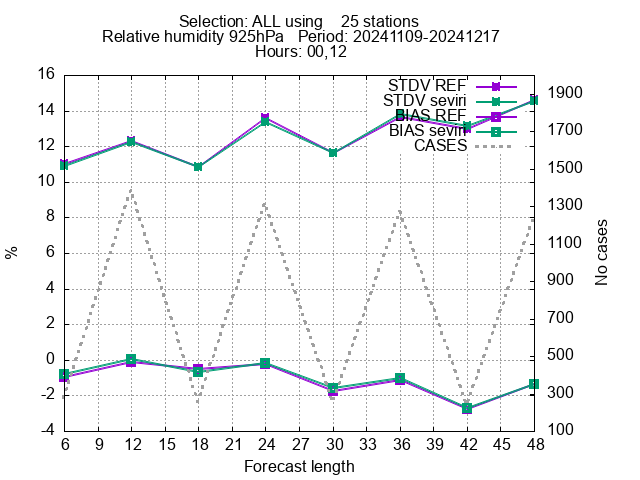 Selection: ALL using    25 stations
Relative humidity 925hPa   Period: 20241109-20241217
Hours: 00,12
STDV REF
STDV seviri
BIAS REF
BIAS seviri
CASES
16
14
12
10
8
6
4
2
0
-2
-4
%
1900
1700
1500
1300
1100
900
700
500
300
100
No cases
6 9 12 15 18 21 24 27 30 33 36 39 42 45 48
Forecast length